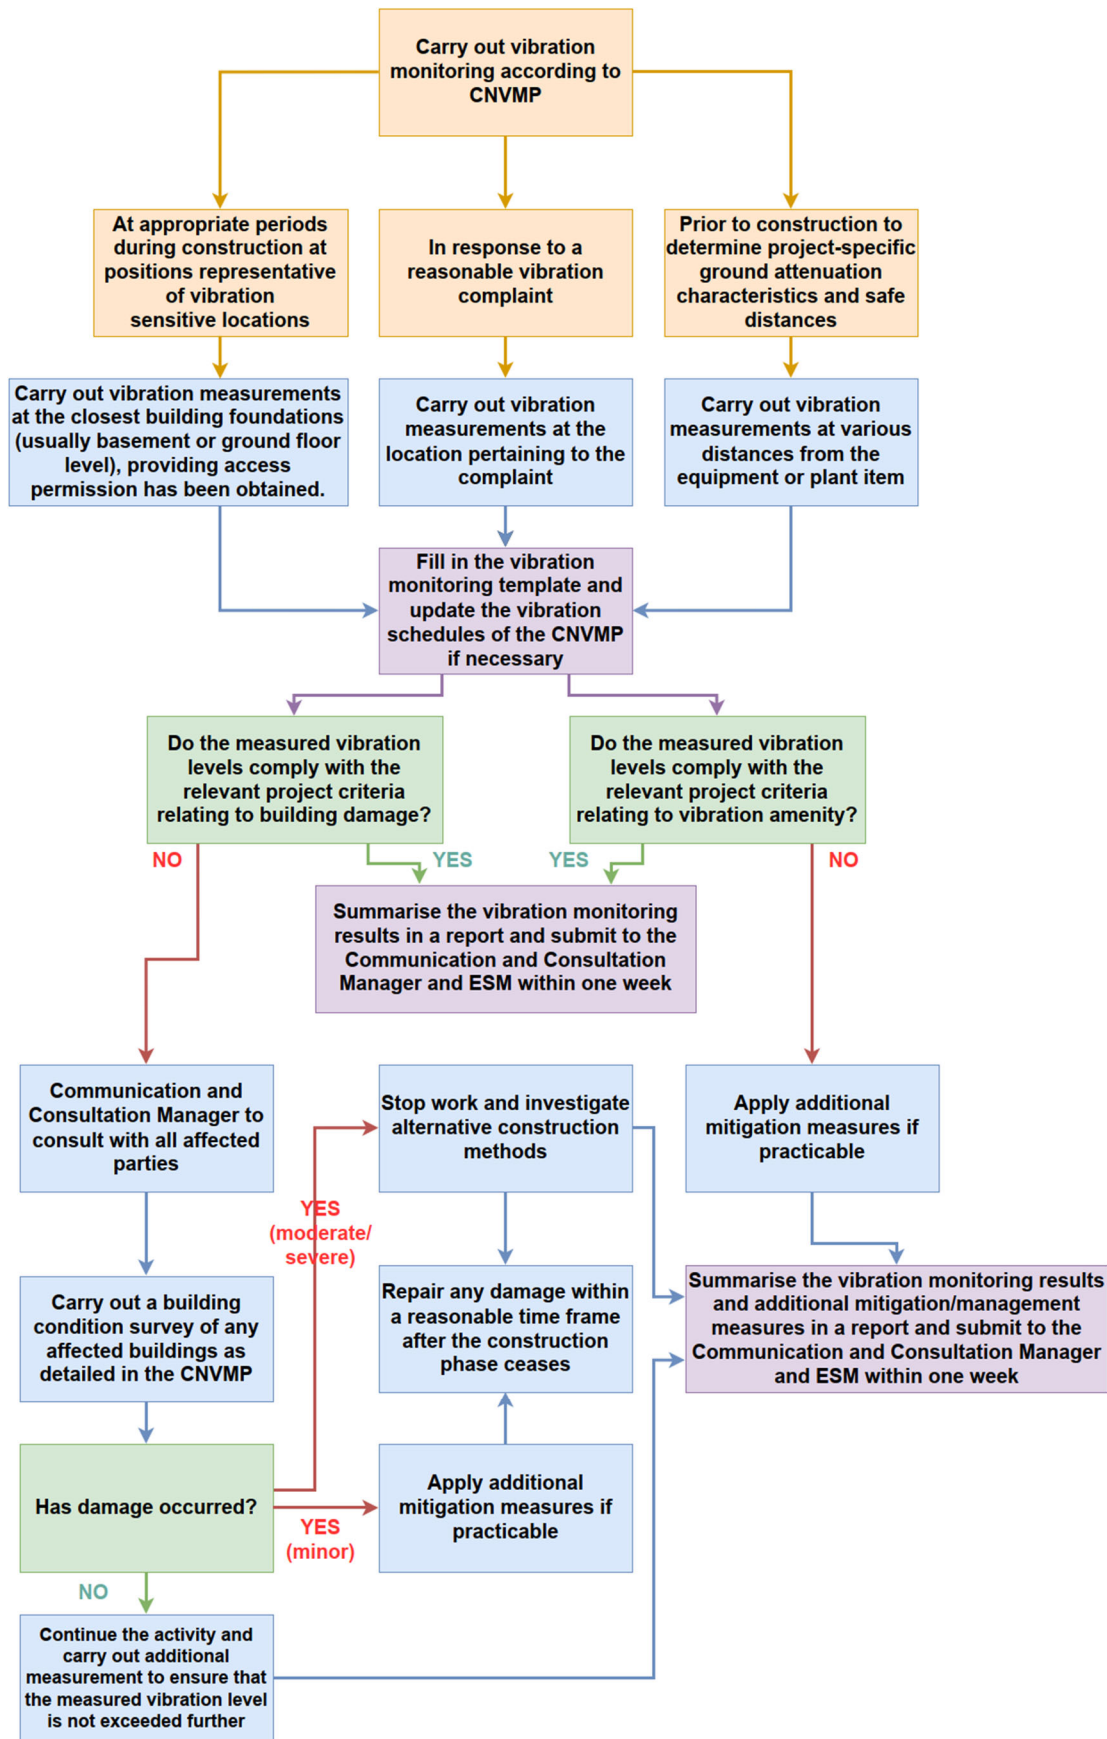 Carry out vibration
monitoring according to
CNVMP
At appropriate periods
during construction at
positions representative
of vibration
sensitive locations
In response to a
reasonable vibration
complaint
Prior to construction to
determine project-specific
ground attenuation
characteristics and safe
distances
Carry out vibration measurements
at the closest building foundations
(usually basement or ground floor
level), providing access
permission has been obtained.
Carry out vibration
measurements at the
location pertaining to the
complaint
Carry out vibration
measurements at various
distances from the
equipment or plant item
Fill in the vibration
monitoring template and
update the vibration
schedules of the CNVMP
if necessary
Do the measured vibration
levels comply with the
relevant project criteria
relating to building damage?
Do the measured vibration
levels comply with the
relevant project criteria
relating to vibration amenity?
NO
YES
YES
NO
Summarise the vibration monitoring
results in a report and submit to the
Communication and Consultation
Manager and ESM within one week
Communication and
Consultation Manager to
consult with all affected
parties
Stop work and investigate
alternative construction
methods
Apply additional
mitigation measures if
practicable
YES
(moderate/
severe)
Carry out a building
condition survey of any
affected buildings as
detailed in the CNVMP
Repair any damage within
a reasonable time frame
after the construction
phase ceases
Summarise the vibration monitoring results
and additional mitigation/management
measures in a report and submit to the
Communication and Consultation Manager
and ESM within one week
Has damage occurred?
YES
(minor)
Apply additional
mitigation measures if
practicable
NO
Continue the activity and
carry out additional
measurement to ensure that
the measured vibration level
is not exceeded further